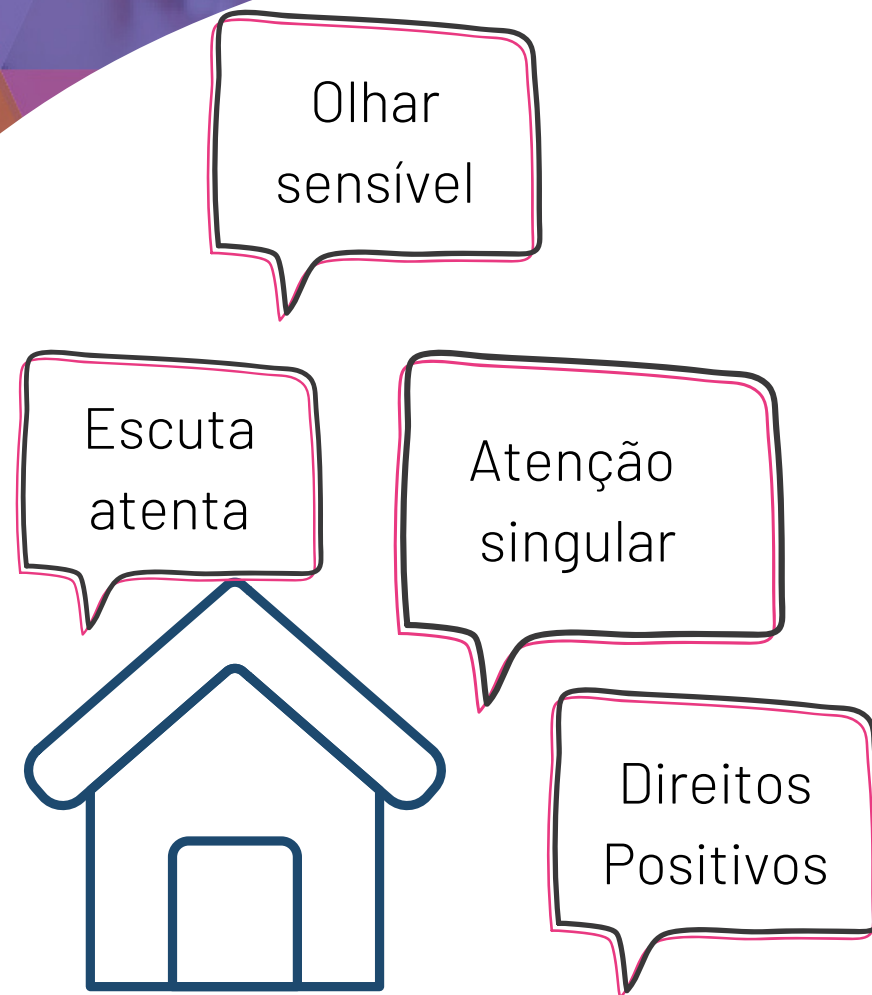 Olhar
sensível
Escuta
atenta
Atenção
singular
Direitos
Positivos